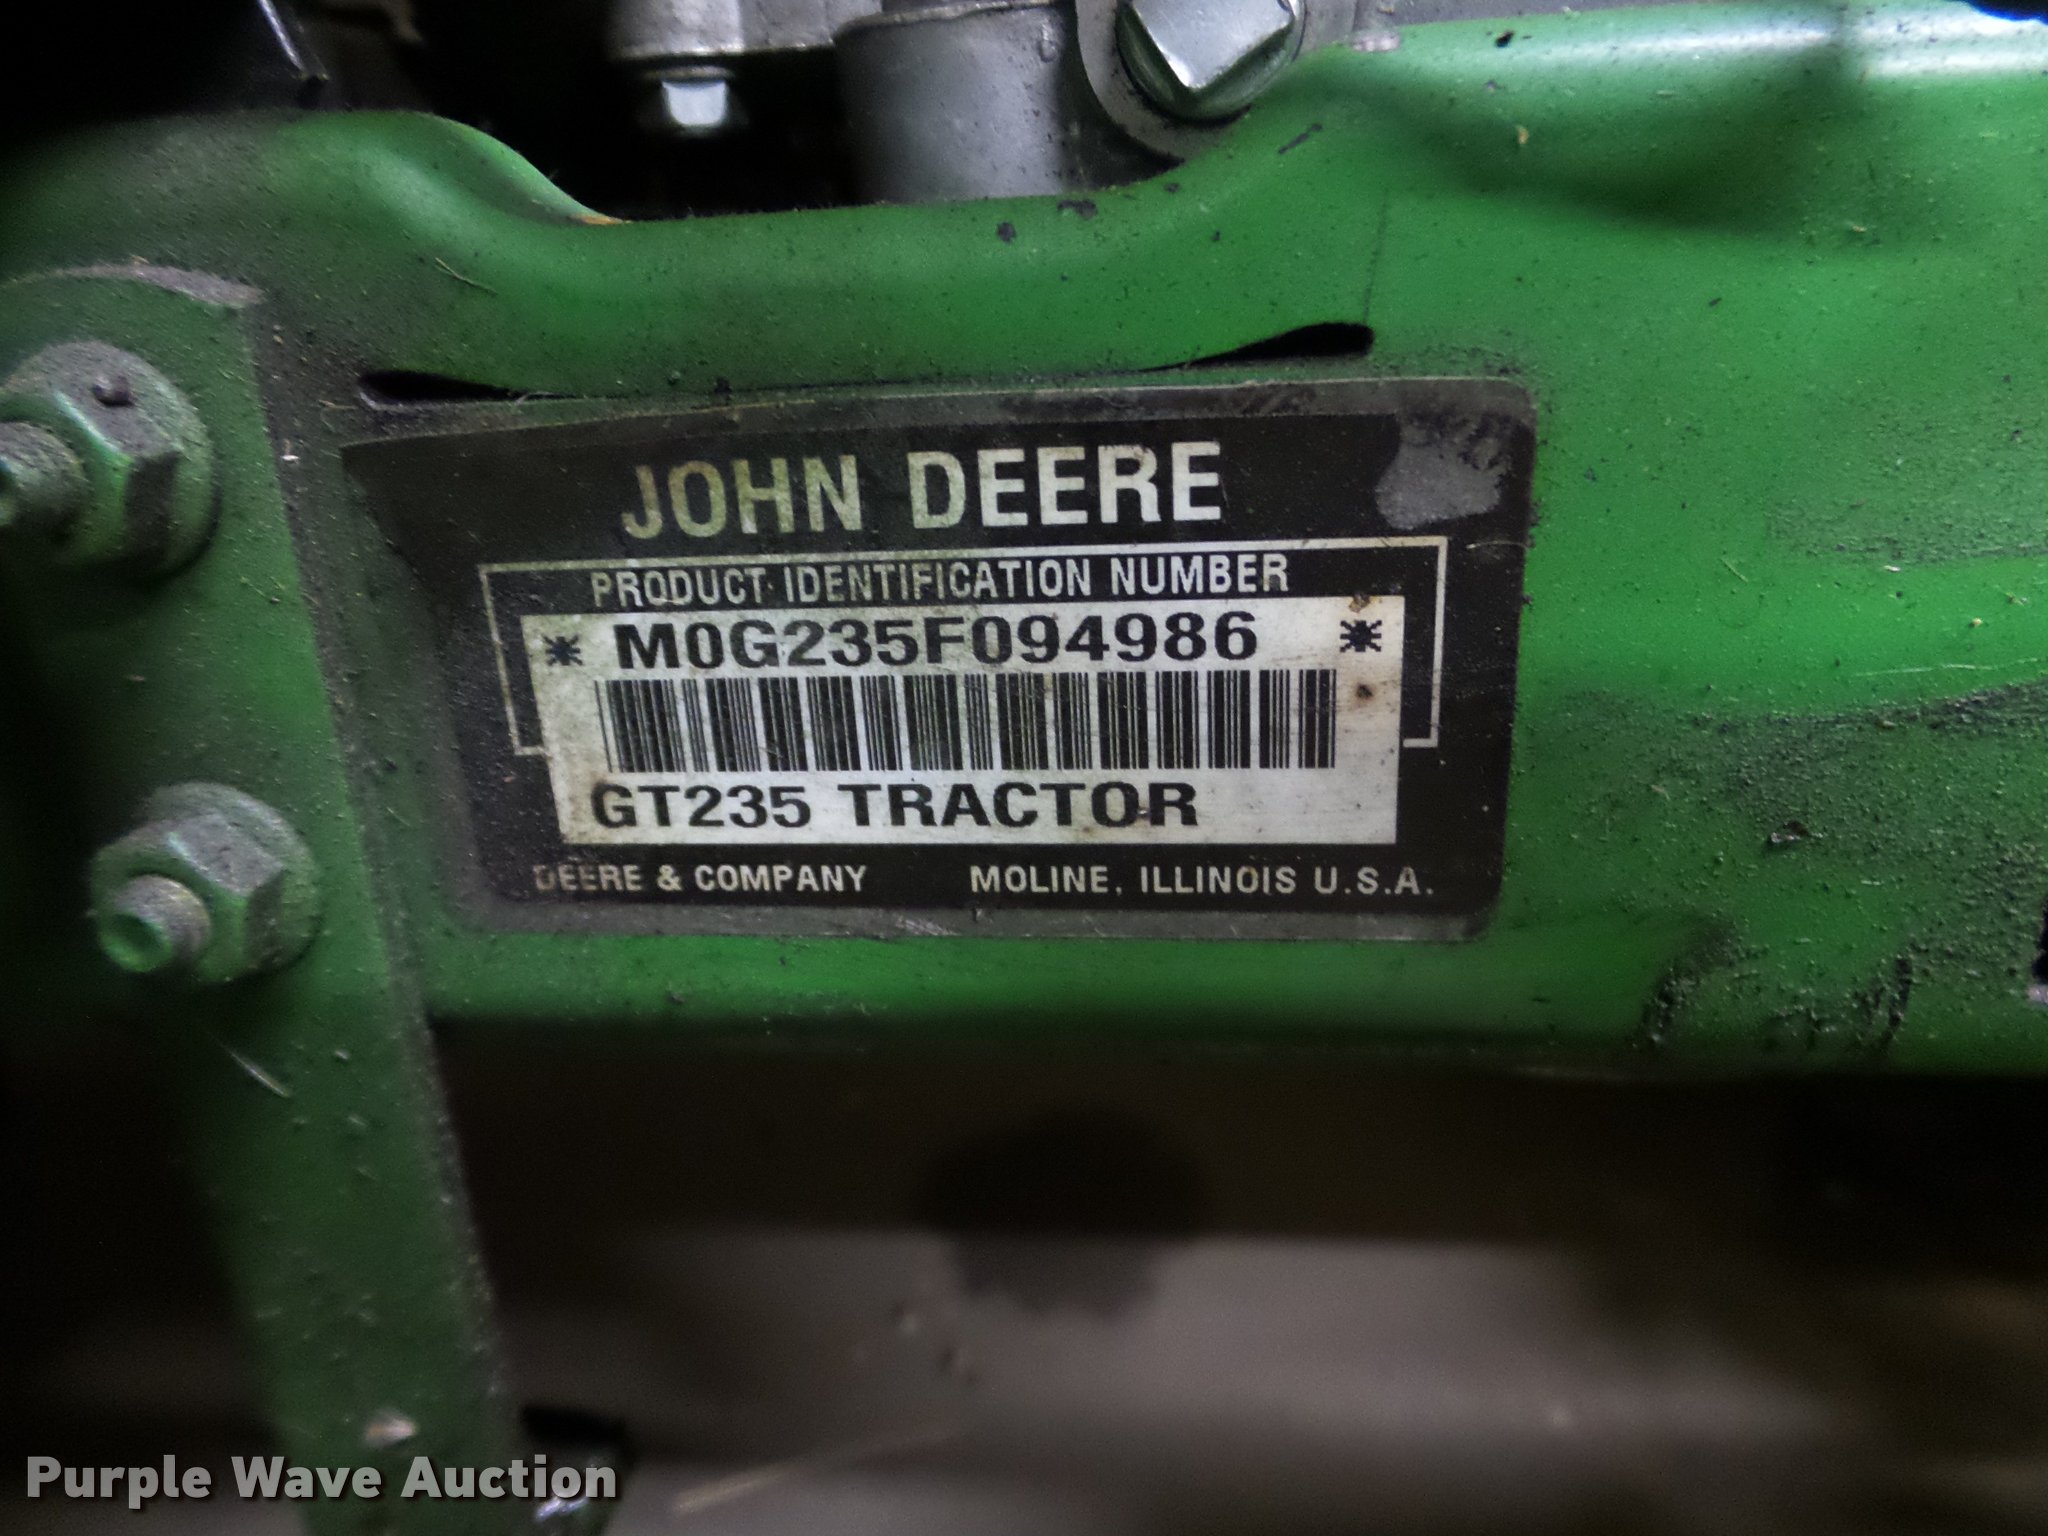 JOHN DEERE
PRODUCT IDENTIFICATION NUMBER
* M0G235F094986 *
GT235 TRACTOR
DEERE & COMPANY MOLINE, ILLINOIS U.S.A.
Purple Wave Auction